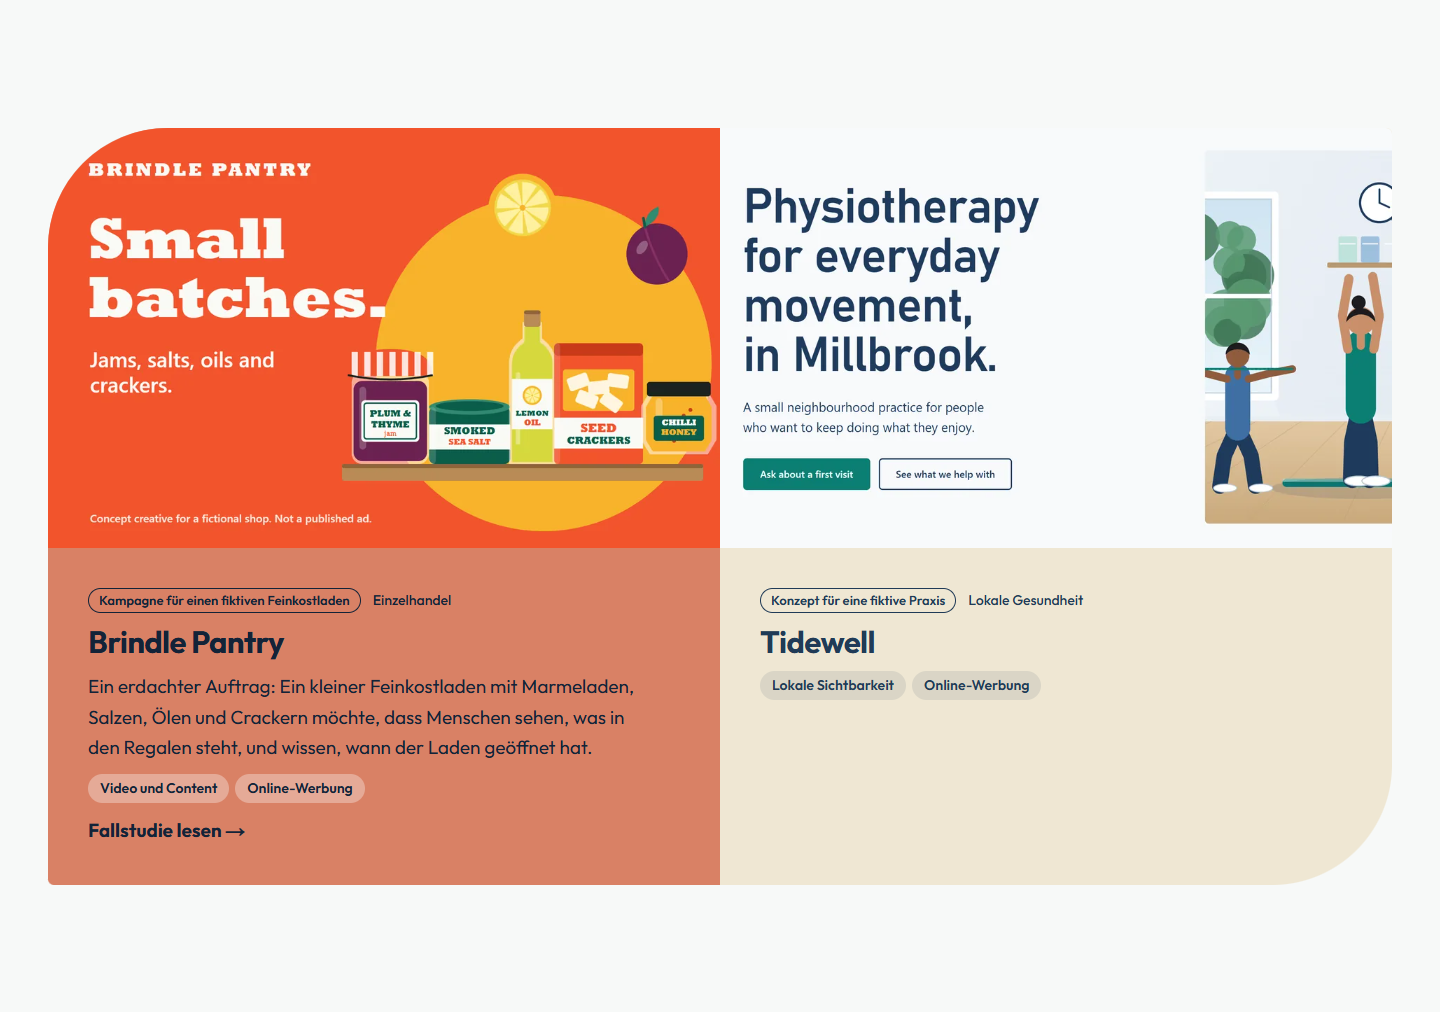 BRINDLE PANTRY
Small
batches.
Jams, salts, oils and
crackers.
PLUM &
THYME
jam
SMOKED
SEA SALT
LEMON
OIL
SEED
CRACKERS
CHILLI
HONEY
Concept creative for a fictional shop. Not a published ad.
Kampagne für einen fiktiven Feinkostladen
Einzelhandel
Brindle Pantry
Ein erdachter Auftrag: Ein kleiner Feinkostladen mit Marmeladen,
Salzen, Ölen und Crackern möchte, dass Menschen sehen, was in
den Regalen steht, und wissen, wann der Laden geöffnet hat.
Video und Content
Online-Werbung
Fallstudie lesen →
Physiotherapy
for everyday
movement,
in Millbrook.
A small neighbourhood practice for people
who want to keep doing what they enjoy.
Ask about a first visit
See what we help with
Konzept für eine fiktive Praxis
Lokale Gesundheit
Tidewell
Lokale Sichtbarkeit
Online-Werbung